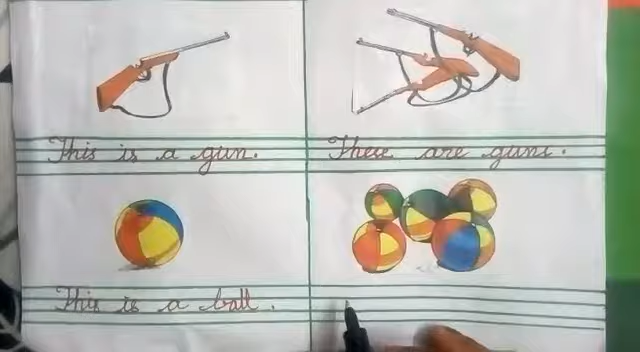 This is a gun.
These are guns.
This is a ball.